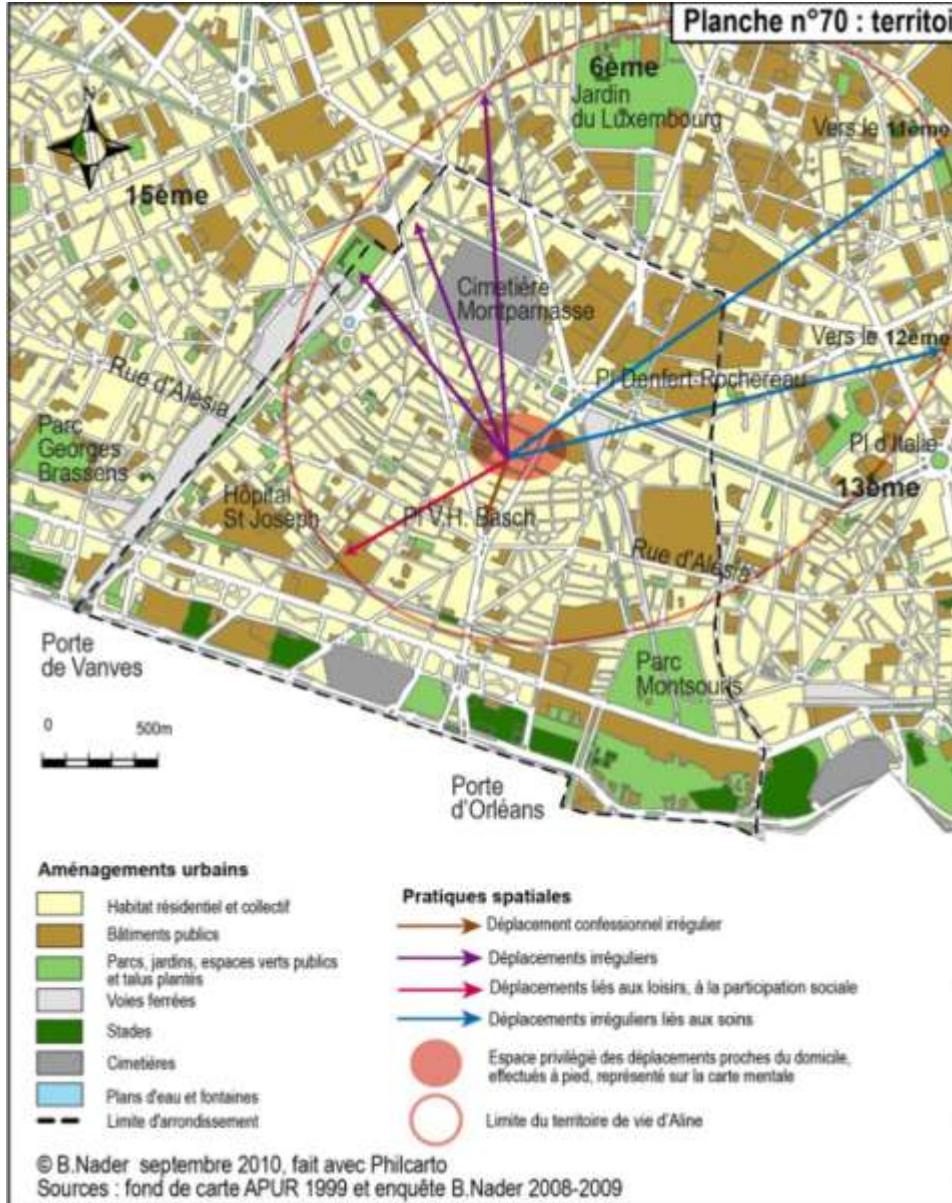 Planche n°70 : territoi
6ème
Jardin
du Luxembourg
Vers le 11ème
N
15ème
Cimetière
Montparnasse
Vers le 12ème
Rue d'Alésia
Pl Denfert-Rochereau
Parc
Georges
Brassens
Pl d'Italie
13ème
Hôpital
St Joseph
Pl V.H. Basch
Rue d'Alésia
Porte
de Vanves
Parc
Montsouris
0 500m
Porte
d'Orléans
Aménagements urbains
Habitat résidentiel et collectif
Bâtiments publics
Parcs, jardins, espaces verts publics
et talus plantés
Voies ferrées
Stades
Cimetières
Plans d'eau et fontaines
Limite d'arrondissement
Pratiques spatiales
Déplacement confessionnel irrégulier
Déplacements irréguliers
Déplacements liés aux loisirs, à la participation sociale
Déplacements irréguliers liés aux soins
Espace privilégié des déplacements proches du domicile,
effectués à pied, représenté sur la carte mentale
Limite du territoire de vie d'Aline
© B.Nader septembre 2010, fait avec Philcarto
Sources : fond de carte APUR 1999 et enquête B.Nader 2008-2009